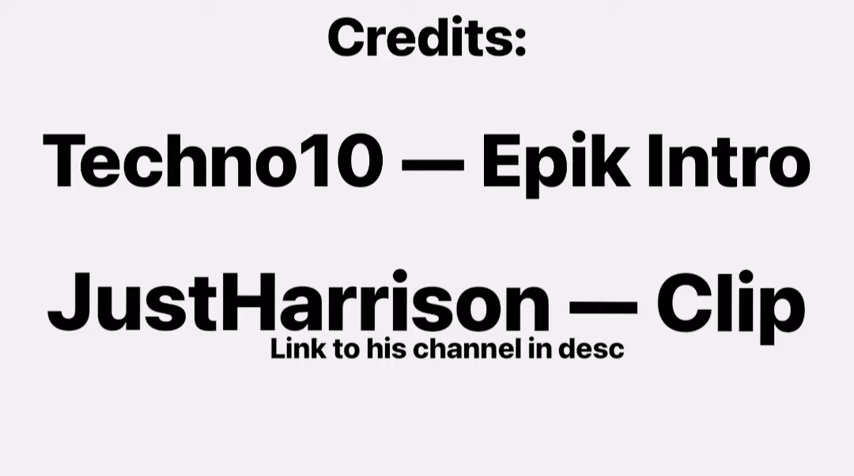 Credits:
Techno10 — Epik Intro
JustHarrison — Clip
Link to his channel in desc